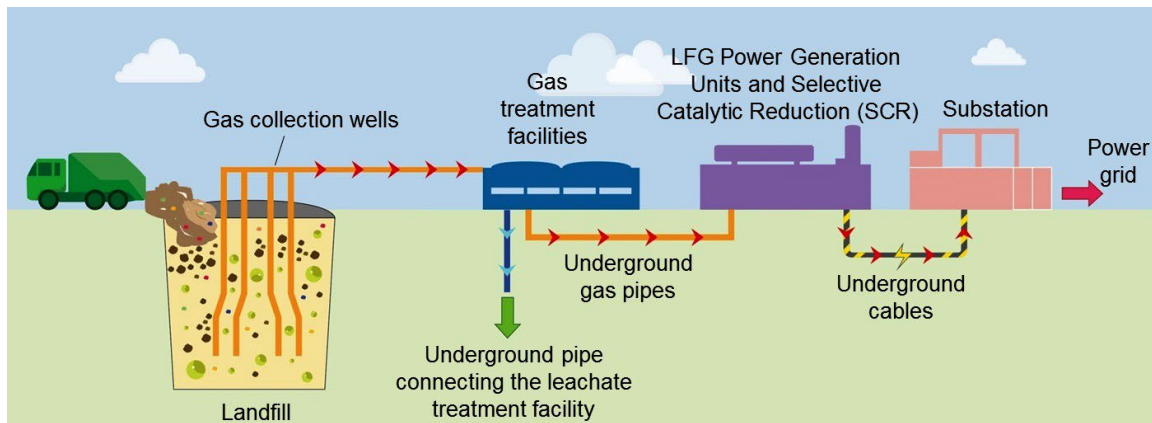 Gas collection wells
Gas
treatment
facilities
LFG Power Generation
Units and Selective
Catalytic Reduction (SCR)
Substation
Power
grid
Underground
gas pipes
Underground
cables
Underground pipe
connecting the leachate
treatment facility
Landfill